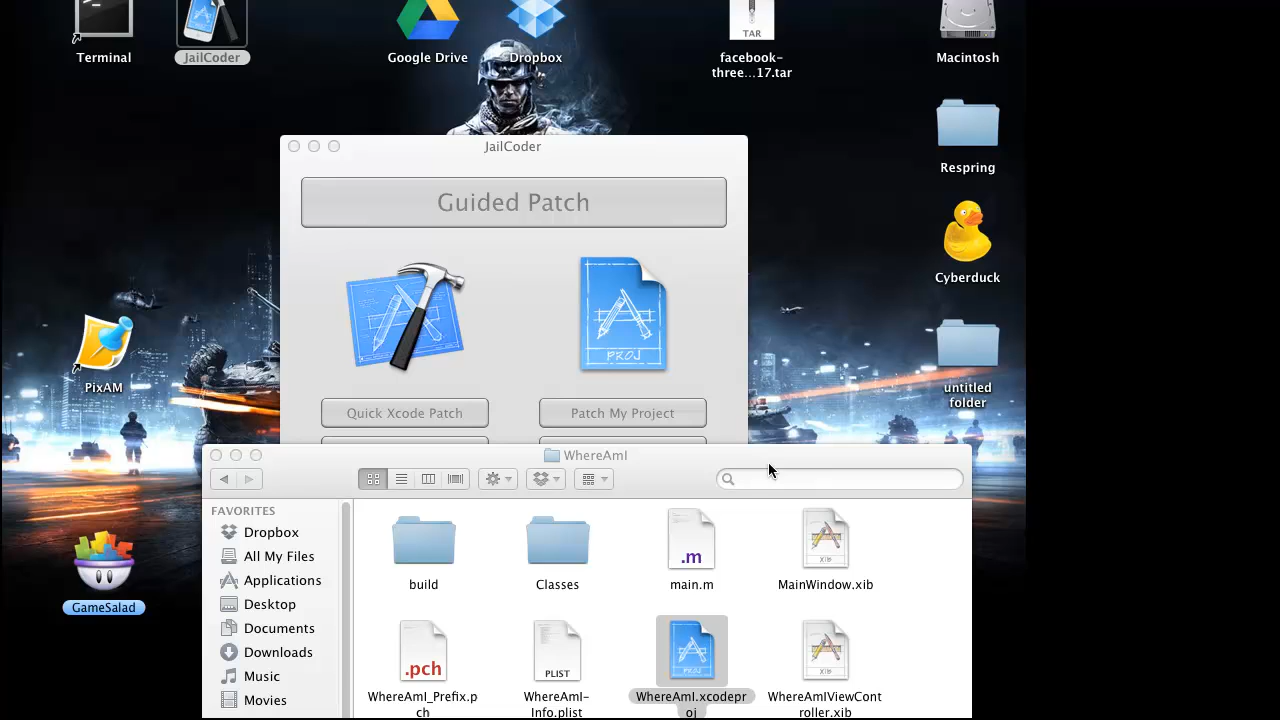 Terminal
JailCoder
Google Drive
Dropbox
TAR
facebook-
three...17.tar
Macintosh
JailCoder
Guided Patch
Respring
Cyberduck
PROJ
PixAM
untitled
folder
Quick Xcode Patch
Patch My Project
WhereAmI
FAVORITES
Dropbox
All My Files
Applications
Desktop
Documents
Downloads
Music
Movies
.m
XIB
build
Classes
main.m
MainWindow.xib
GameSalad
.pch
PLIST
PROJ
XIB
WhereAmI_Prefix.p
ch
WhereAmI-
Info.plist
WhereAmI.xcodepr
oj
WhereAmIViewCont
roller.xib